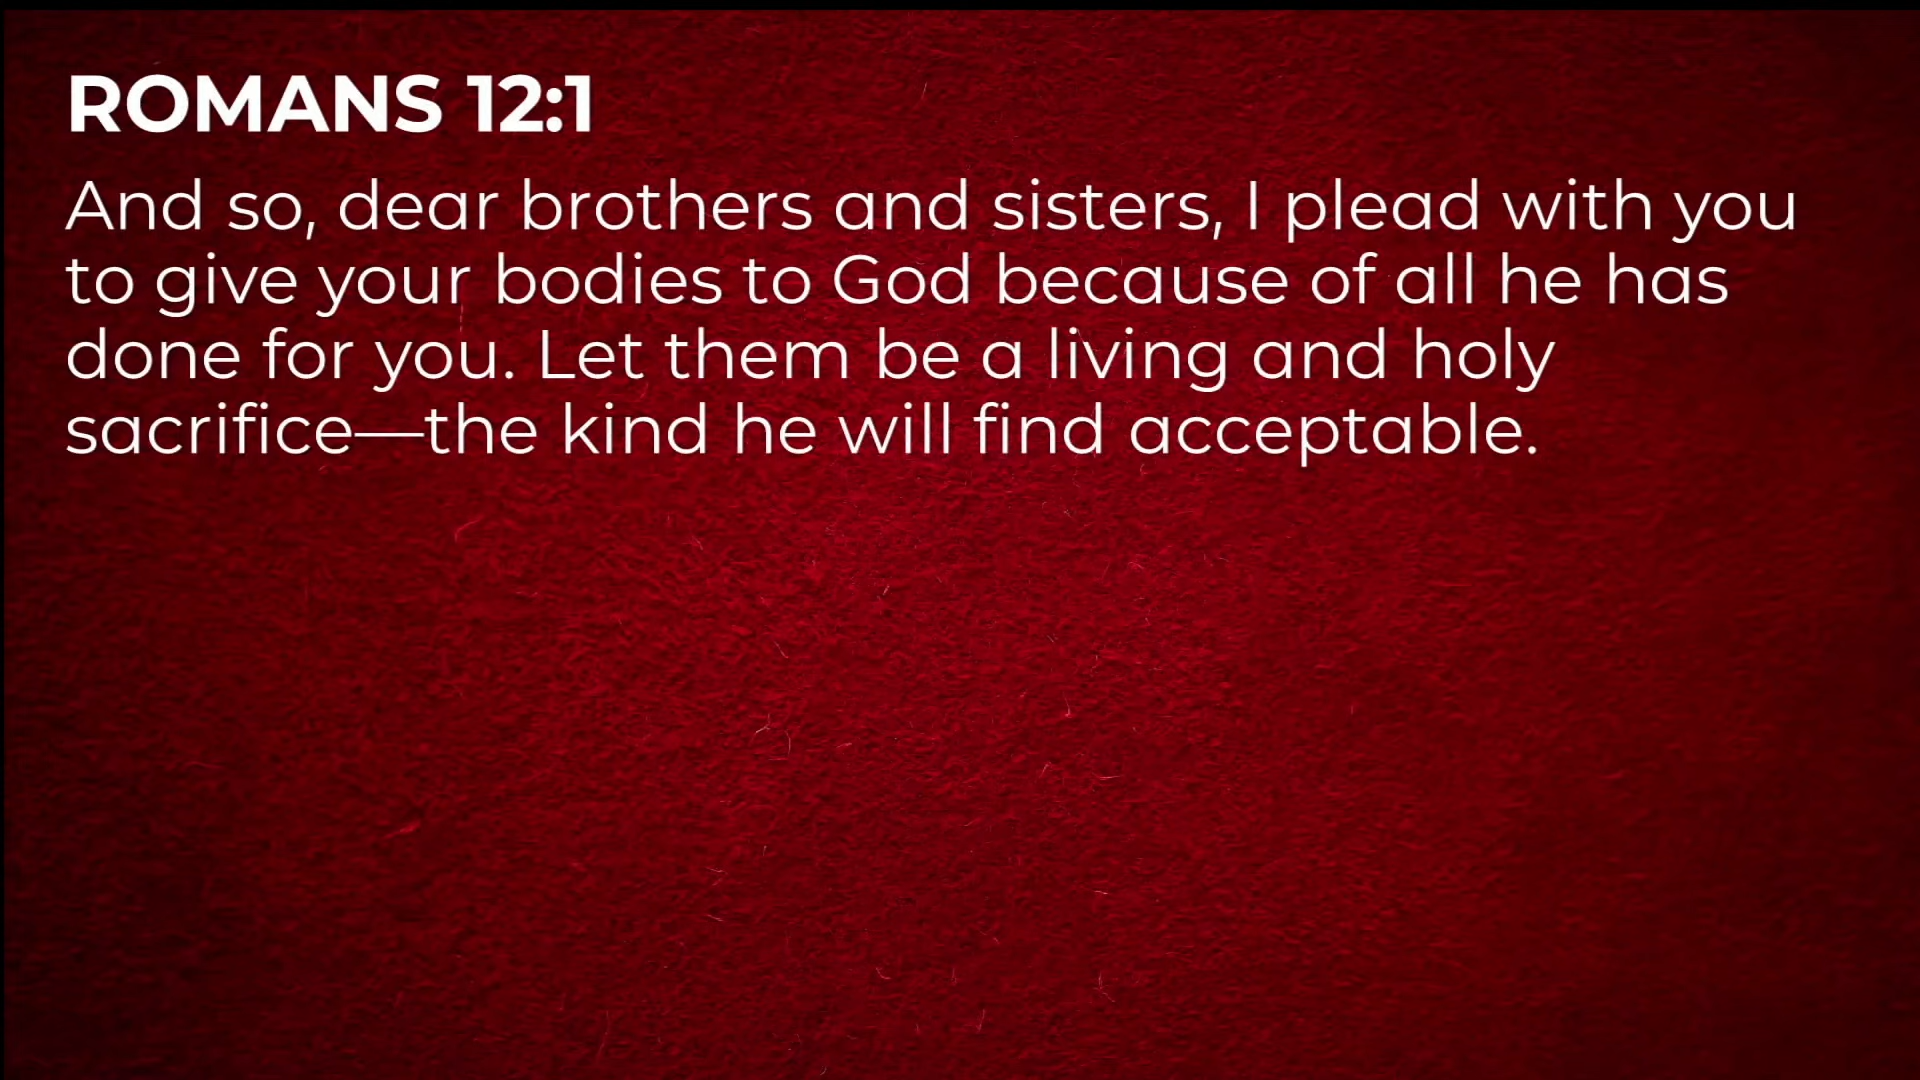 ROMANS 12:1
And so, dear brothers and sisters, I plead with you
to give your bodies to God because of all he has
done for you. Let them be a living and holy
sacrifice—the kind he will find acceptable.